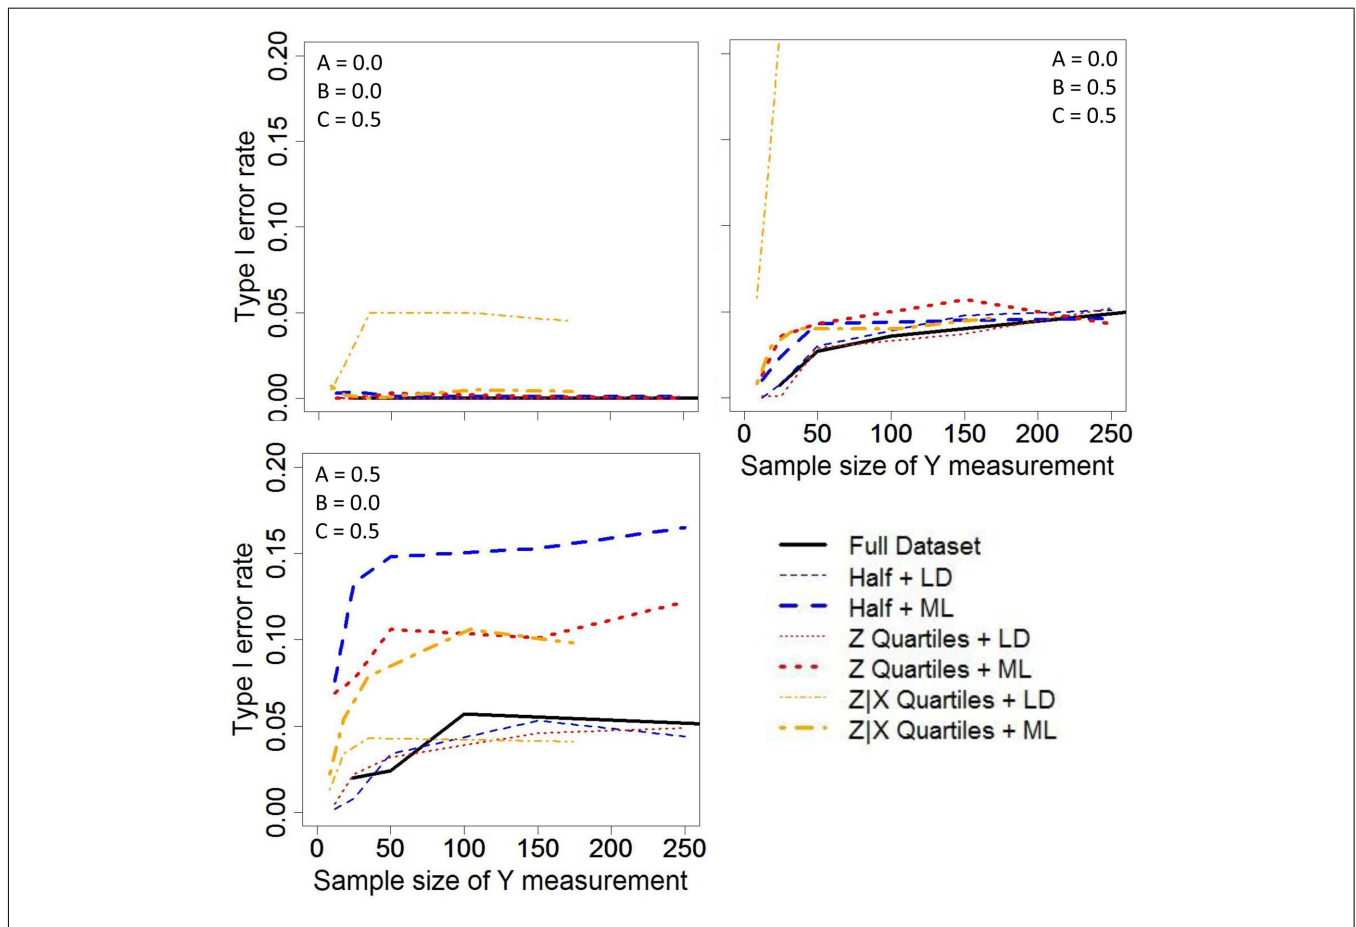 A = 0.0
B = 0.0
C = 0.5
0.20
0.15
0.10
0.05
0.00
Type I error rate
A = 0.0
B = 0.5
C = 0.5
0 50 100 150 200 250
Sample size of Y measurement
A = 0.5
B = 0.0
C = 0.5
0.20
0.15
0.10
0.05
0.00
Type I error rate
0 50 100 150 200 250
Sample size of Y measurement
Full Dataset
Half + LD
Half + ML
Z Quartiles + LD
Z Quartiles + ML
Z|X Quartiles + LD
Z|X Quartiles + ML